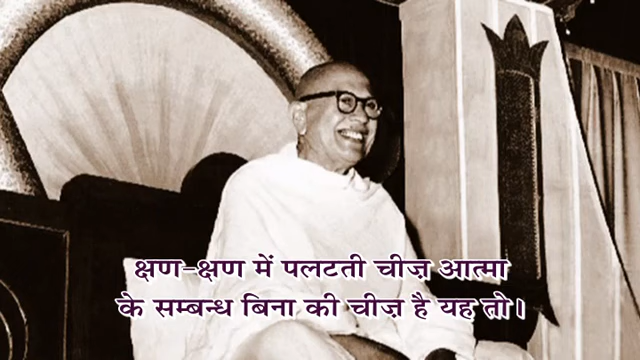 क्षण-क्षण में पलटती चीज़ आत्मा
के सम्बन्ध बिना की चीज़ है यह तो।